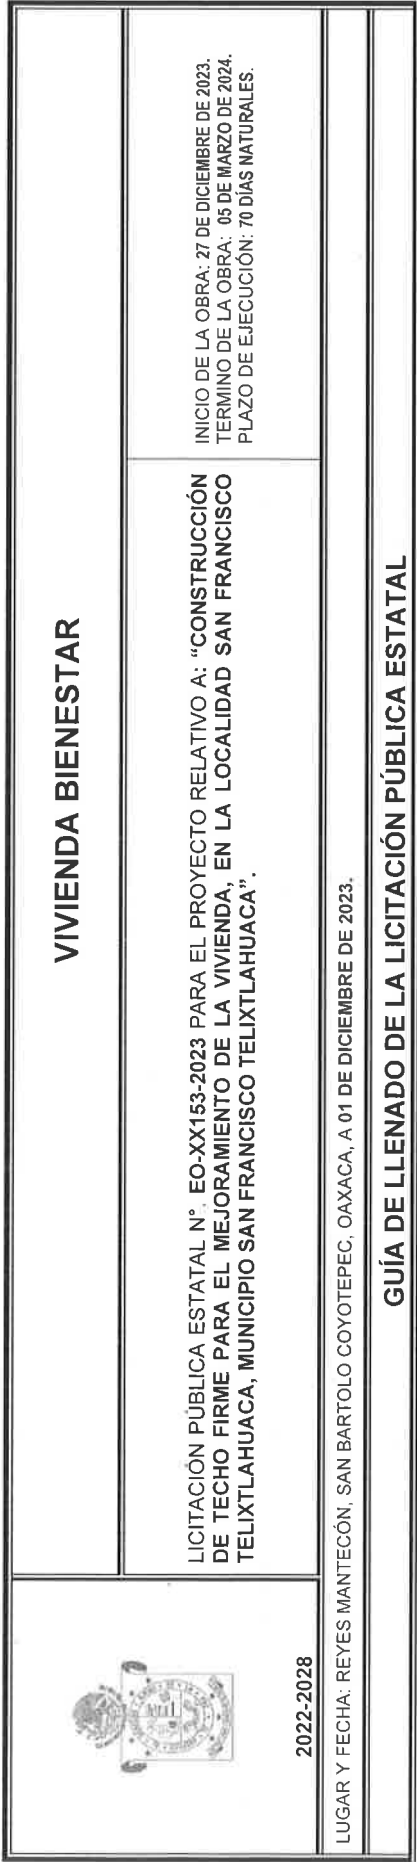 VIVIENDA BIENESTAR
2022-2028
LICITACIÓN PÚBLICA ESTATAL N°. EO-XX153-2023 PARA EL PROYECTO RELATIVO A: “CONSTRUCCIÓN
DE TECHO FIRME PARA EL MEJORAMIENTO DE LA VIVIENDA, EN LA LOCALIDAD SAN FRANCISCO
TELIXTLAHUACA, MUNICIPIO SAN FRANCISCO TELIXTLAHUACA”.
INICIO DE LA OBRA: 27 DE DICIEMBRE DE 2023.
TERMINO DE LA OBRA: 05 DE MARZO DE 2024.
PLAZO DE EJECUCIÓN: 70 DÍAS NATURALES.
LUGAR Y FECHA: REYES MANTECÓN, SAN BARTOLO COYOTEPEC, OAXACA, A 01 DE DICIEMBRE DE 2023.
GUÍA DE LLENADO DE LA LICITACIÓN PÚBLICA ESTATAL